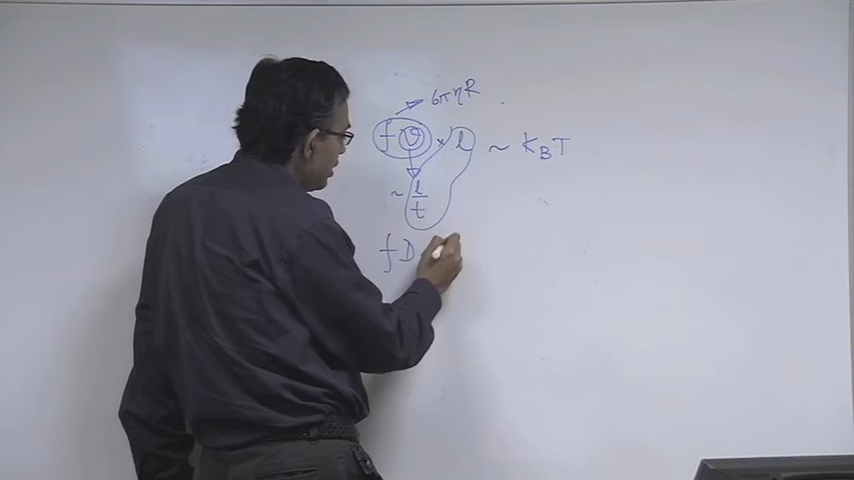 6πηR
f v × l ~ K_BT
~ l/t
f D